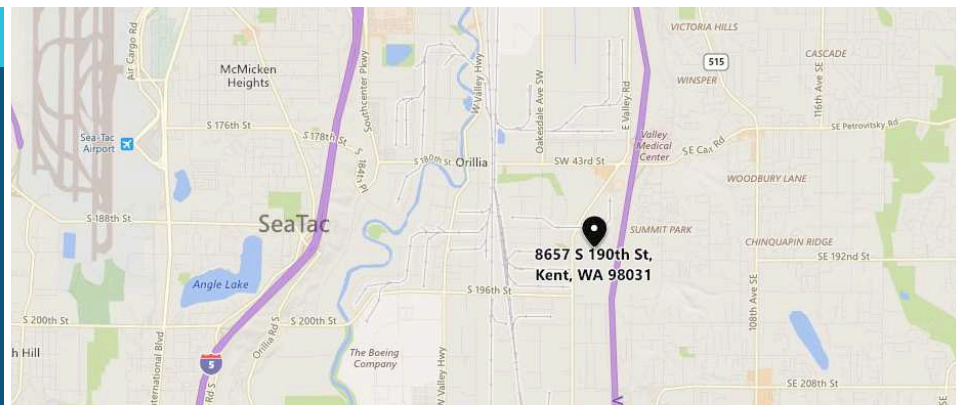 VICTORIA HILLS
515
CASCADE
116th Ave SE
WINSPER
Air Cargo Rd
McMicken
Heights
Southcenter Pkwy
W Valley Hwy
Oakesdale Ave SW
E Valley Rd
S 176th St
S 178th St
SE Petrovitsky Rd
Sea-Tac
Airport
Valley
Medical
Center
SE Carr Rd
S 180th St
Orillia
SW 43rd St
S 184th Pl
WOODBURY LANE
S 188th St
SeaTac
SUMMIT PARK
CHINQUAPIN RIDGE
8657 S 190th St,
Kent, WA 98031
SE 192nd St
Angle Lake
S 196th St
108th Ave SE
S 200th St
S 200th St
Orillia Rd S
h Hill
5
The Boeing
Company
W Valley Hwy
ternational Blvd
Rd S
SE 208th St
V